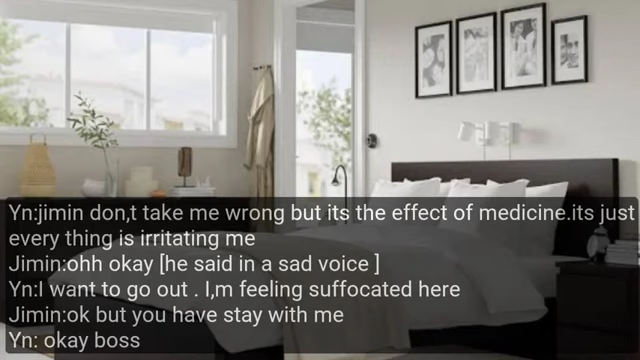 Yn:jimin don,t take me wrong but its the effect of medicine.its just
every thing is irritating me
Jimin:ohh okay [he said in a sad voice ]
Yn:I want to go out . I,m feeling suffocated here
Jimin:ok but you have stay with me
Yn: okay boss